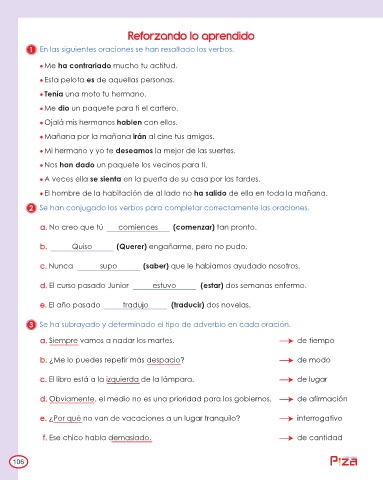 Reforzando lo aprendido
1 En las siguientes oraciones se han resaltado los verbos.
• Me ha contrariado mucho tu actitud.
• Esta pelota es de aquellas personas.
• Tenía una moto tu hermano.
• Me dio un paquete para ti el cartero.
• Ojalá mis hermanos hablen con ellos.
• Mañana por la mañana irán al cine tus amigos.
• Mi hermano y yo te deseamos la mejor de las suertes.
• Nos han dado un paquete los vecinos para ti.
• A veces ella se sienta en la puerta de su casa por las tardes.
• El hombre de la habitación de al lado no ha salido de ella en toda la mañana.
2 Se han conjugado los verbos para completar correctamente las oraciones.
a. No creo que tú comiences (comenzar) tan pronto.
b. Quiso (Querer) engañarme, pero no pudo.
c. Nunca supo (saber) que le habíamos ayudado nosotros.
d. El curso pasado Junior estuvo (estar) dos semanas enfermo.
e. El año pasado tradujo (traducir) dos novelas.
3 Se ha subrayado y determinado el tipo de adverbio en cada oración.
a. Siempre vamos a nadar los martes. → de tiempo
b. ¿Me lo puedes repetir más despacio? → de modo
c. El libro está a la izquierda de la lámpara. → de lugar
d. Obviamente, el medio no es una prioridad para los gobiernos. → de afirmación
e. ¿Por qué no van de vacaciones a un lugar tranquilo? → interrogativo
f. Ese chico habla demasiado. → de cantidad
106